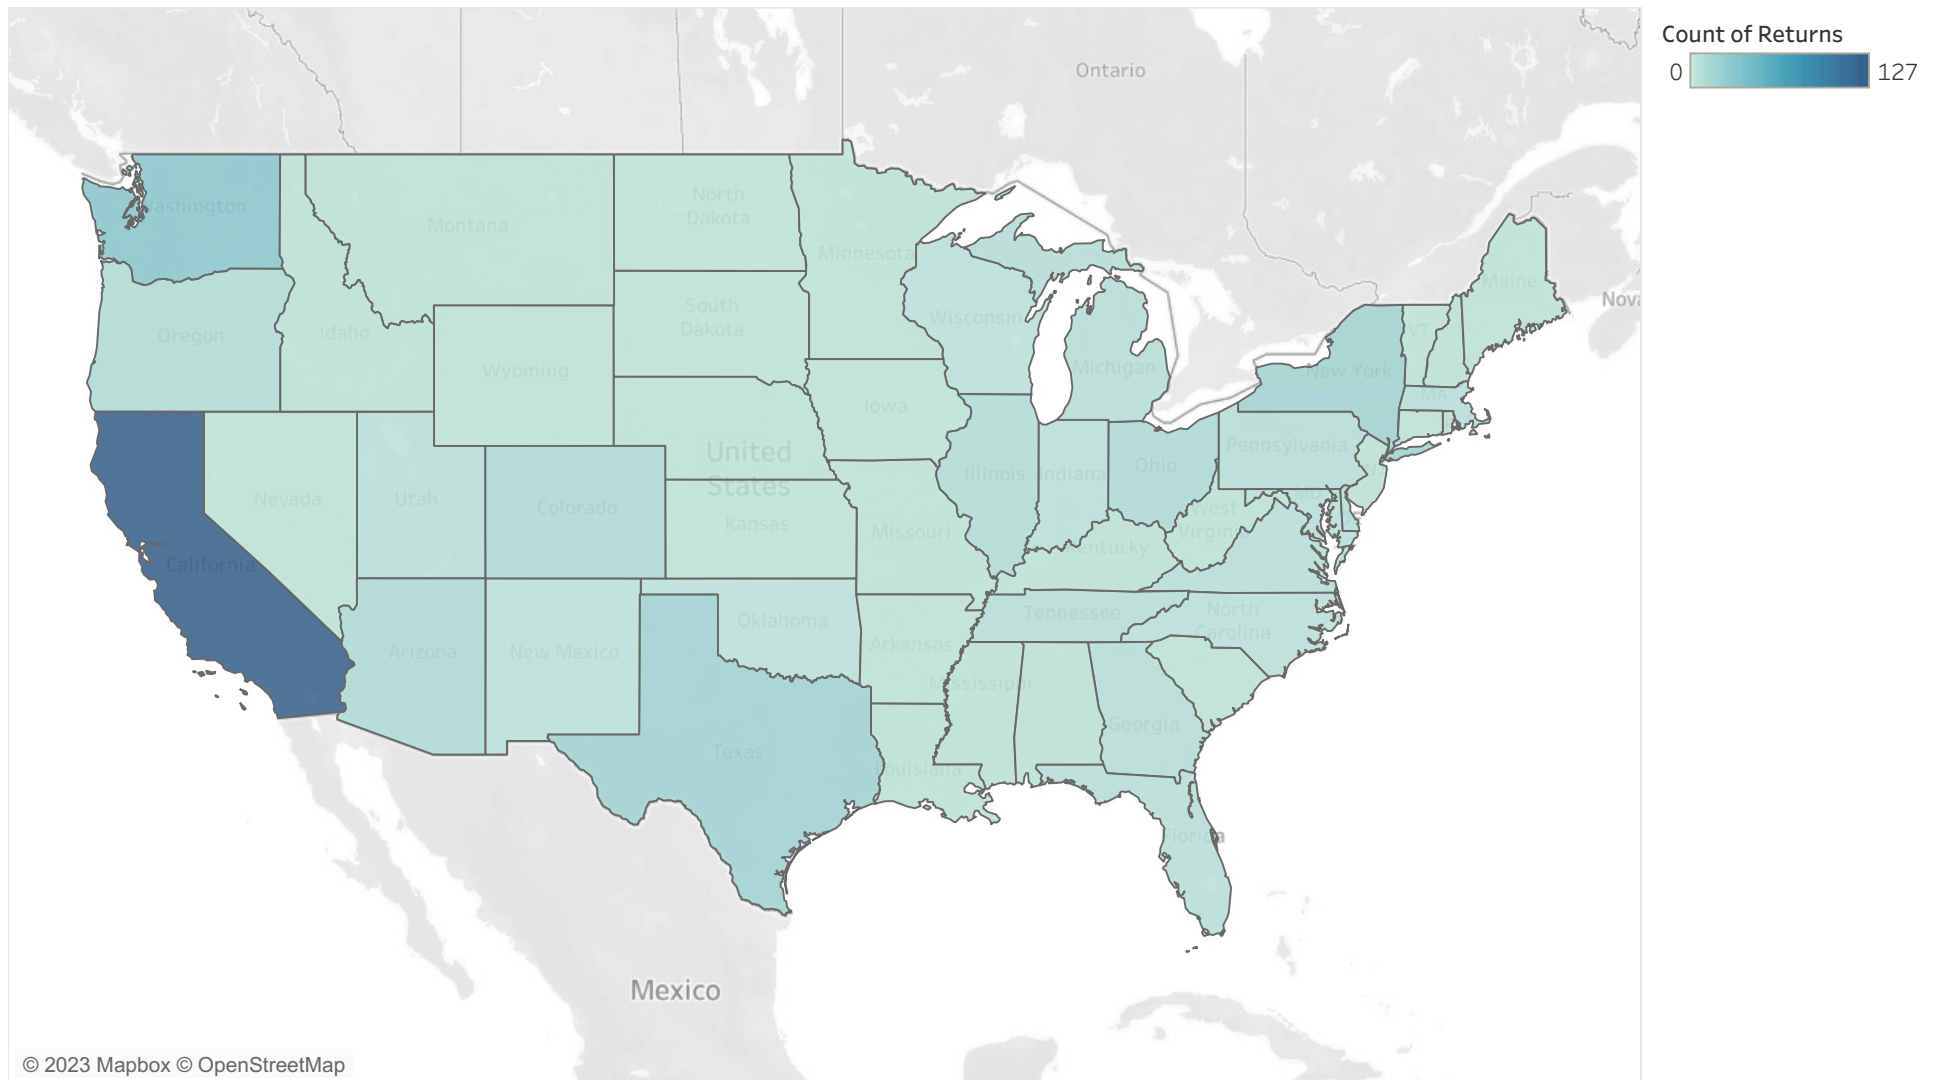 Count of Returns
0
127
Ontario
Washington
Montana
North
Dakota
Minnesota
Maine
Oregon
Idaho
South
Dakota
Wisconsin
VT
Nova
Wyoming
Michigan
New York
Iowa
MA
United
States
Pennsylvania
Nevada
Utah
Colorado
Illinois
Indiana
Ohio
MD
Kansas
Missouri
West
Virginia
California
Kentucky
Arizona
New Mexico
Oklahoma
Arkansas
Tennessee
North
Carolina
Mississippi
Texas
Louisiana
Georgia
Florida
Mexico
© 2023 Mapbox © OpenStreetMap